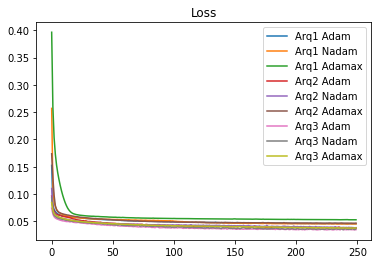 Loss
0.40
0.35
0.30
0.25
0.20
0.15
0.10
0.05
0
50
100
150
200
250
Arq1 Adam
Arq1 Nadam
Arq1 Adamax
Arq2 Adam
Arq2 Nadam
Arq2 Adamax
Arq3 Adam
Arq3 Nadam
Arq3 Adamax